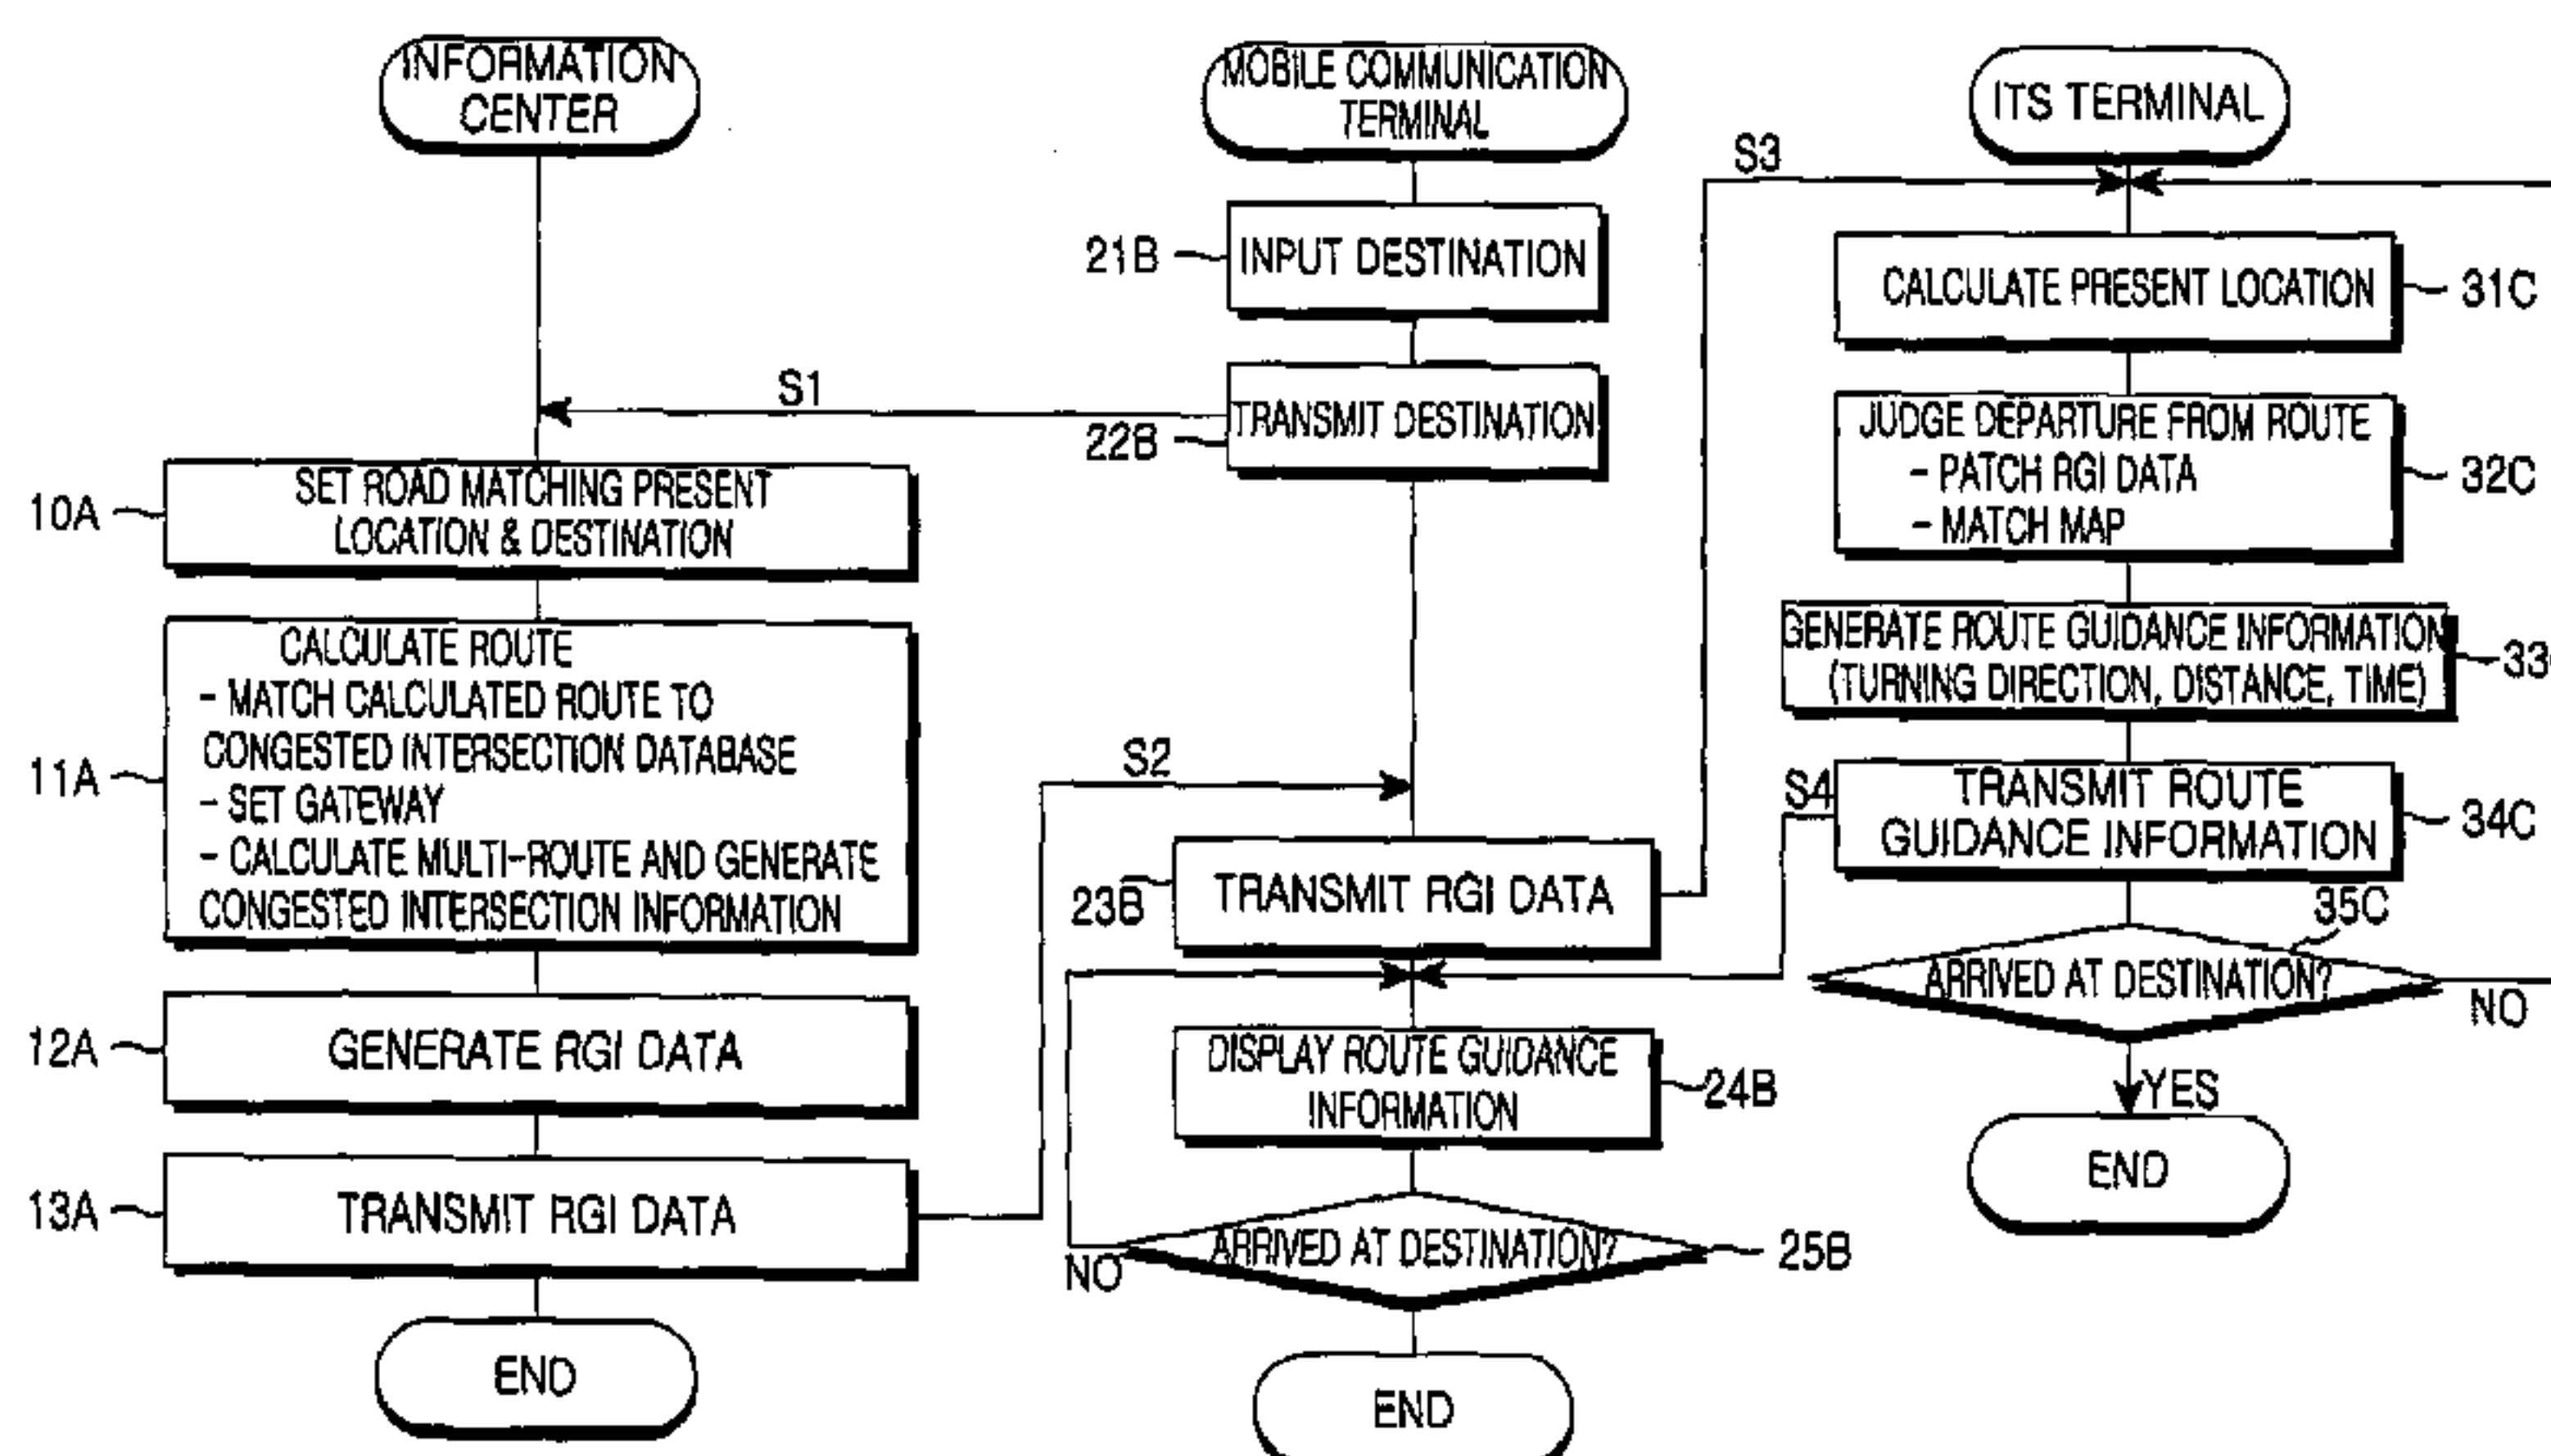 INFORMATION
CENTER
S1
10A
SET ROAD MATCHING PRESENT
LOCATION & DESTINATION
11A
CALCULATE ROUTE
- MATCH CALCULATED ROUTE TO
CONGESTED INTERSECTION DATABASE
- SET GATEWAY
- CALCULATE MULTI-ROUTE AND GENERATE
CONGESTED INTERSECTION INFORMATION
12A
GENERATE RGI DATA
13A
TRANSMIT RGI DATA
END
MOBILE COMMUNICATION
TERMINAL
21B
INPUT DESTINATION
22B
TRANSMIT DESTINATION
S2
23B
TRANSMIT RGI DATA
DISPLAY ROUTE GUIDANCE
INFORMATION
24B
ARRIVED AT DESTINATION?
25B
NO
END
ITS TERMINAL
S3
CALCULATE PRESENT LOCATION
31C
JUDGE DEPARTURE FROM ROUTE
- PATCH RGI DATA
- MATCH MAP
32C
GENERATE ROUTE GUIDANCE INFORMATION
(TURNING DIRECTION, DISTANCE, TIME)
33
S4
TRANSMIT ROUTE
GUIDANCE INFORMATION
34C
35C
ARRIVED AT DESTINATION?
NO
YES
END